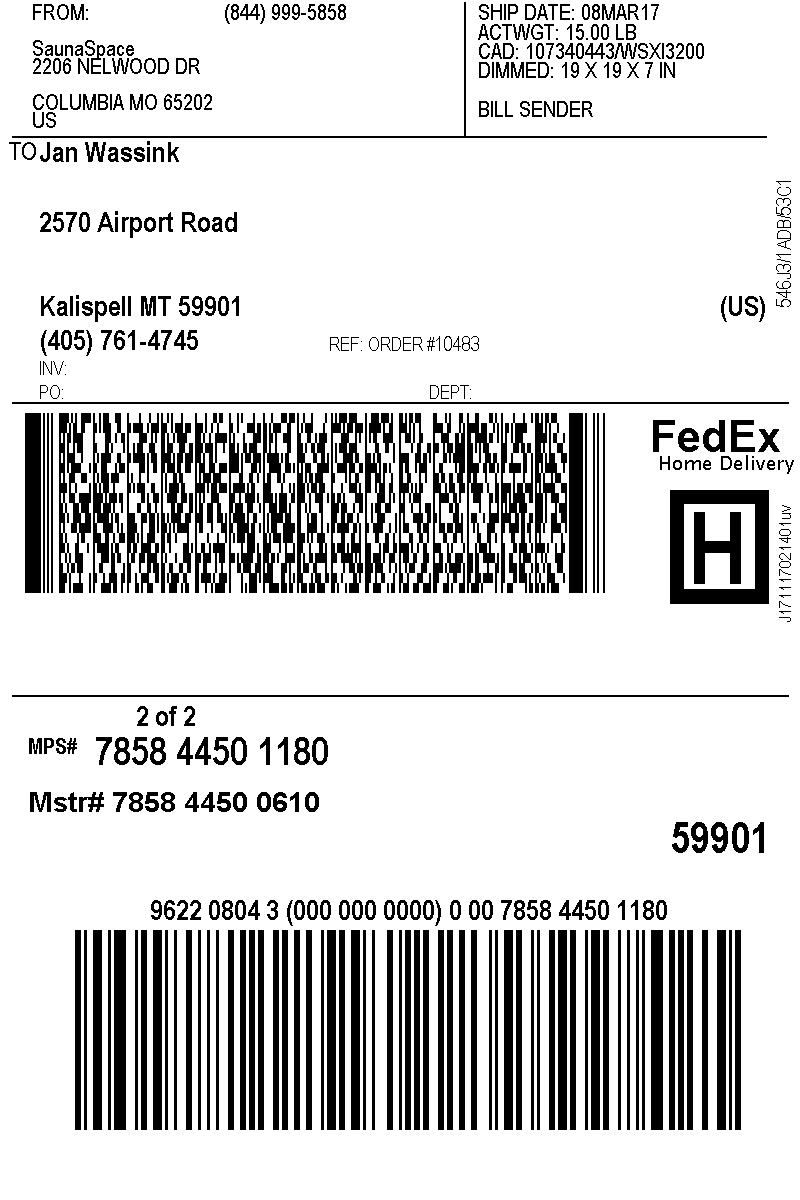 FROM: (844) 999-5858
SaunaSpace
2206 NELWOOD DR
COLUMBIA MO 65202
US
SHIP DATE: 08MAR17
ACTWGT: 15.00 LB
CAD: 107340443/WSXI3200
DIMMED: 19 X 19 X 7 IN
BILL SENDER
TO Jan Wassink
2570 Airport Road
Kalispell MT 59901 (US)
(405) 761-4745 REF: ORDER #10483
INV:
PO: DEPT:
546J3/1ADB/53C1
FedEx
Home Delivery
H
J171117021401uv
2 of 2
MPS# 7858 4450 1180
Mstr# 7858 4450 0610
59901
9622 0804 3 (000 000 0000) 0 00 7858 4450 1180